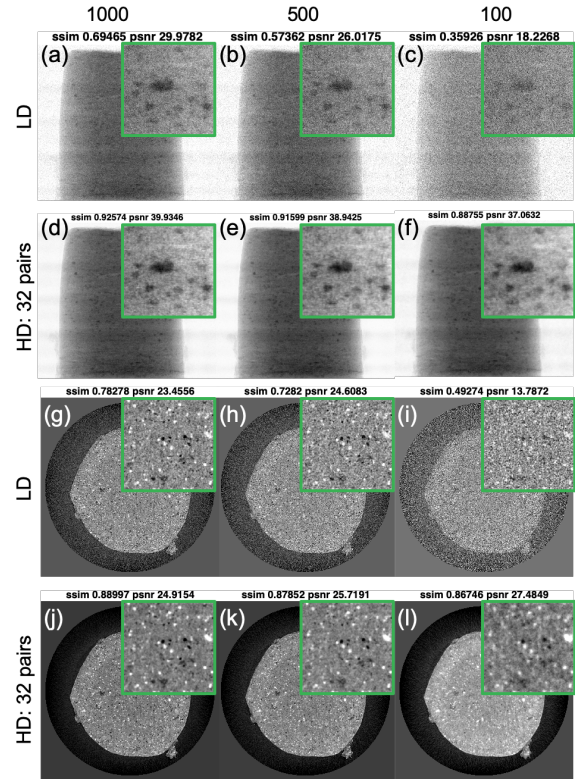 1000 500 100
ssim 0.69465 psnr 29.9782 ssim 0.57362 psnr 26.0175 ssim 0.35926 psnr 18.2268
(a) (b) (c)
LD
ssim 0.92574 psnr 39.9346 ssim 0.91599 psnr 38.9425 ssim 0.88755 psnr 37.0632
(d) (e) (f)
HD: 32 pairs
ssim 0.78278 psnr 23.4556 ssim 0.7282 psnr 24.6083 ssim 0.49274 psnr 13.7872
(g) (h) (i)
LD
ssim 0.88997 psnr 24.9154 ssim 0.87852 psnr 25.7191 ssim 0.86746 psnr 27.4849
(j) (k) (l)
HD: 32 pairs